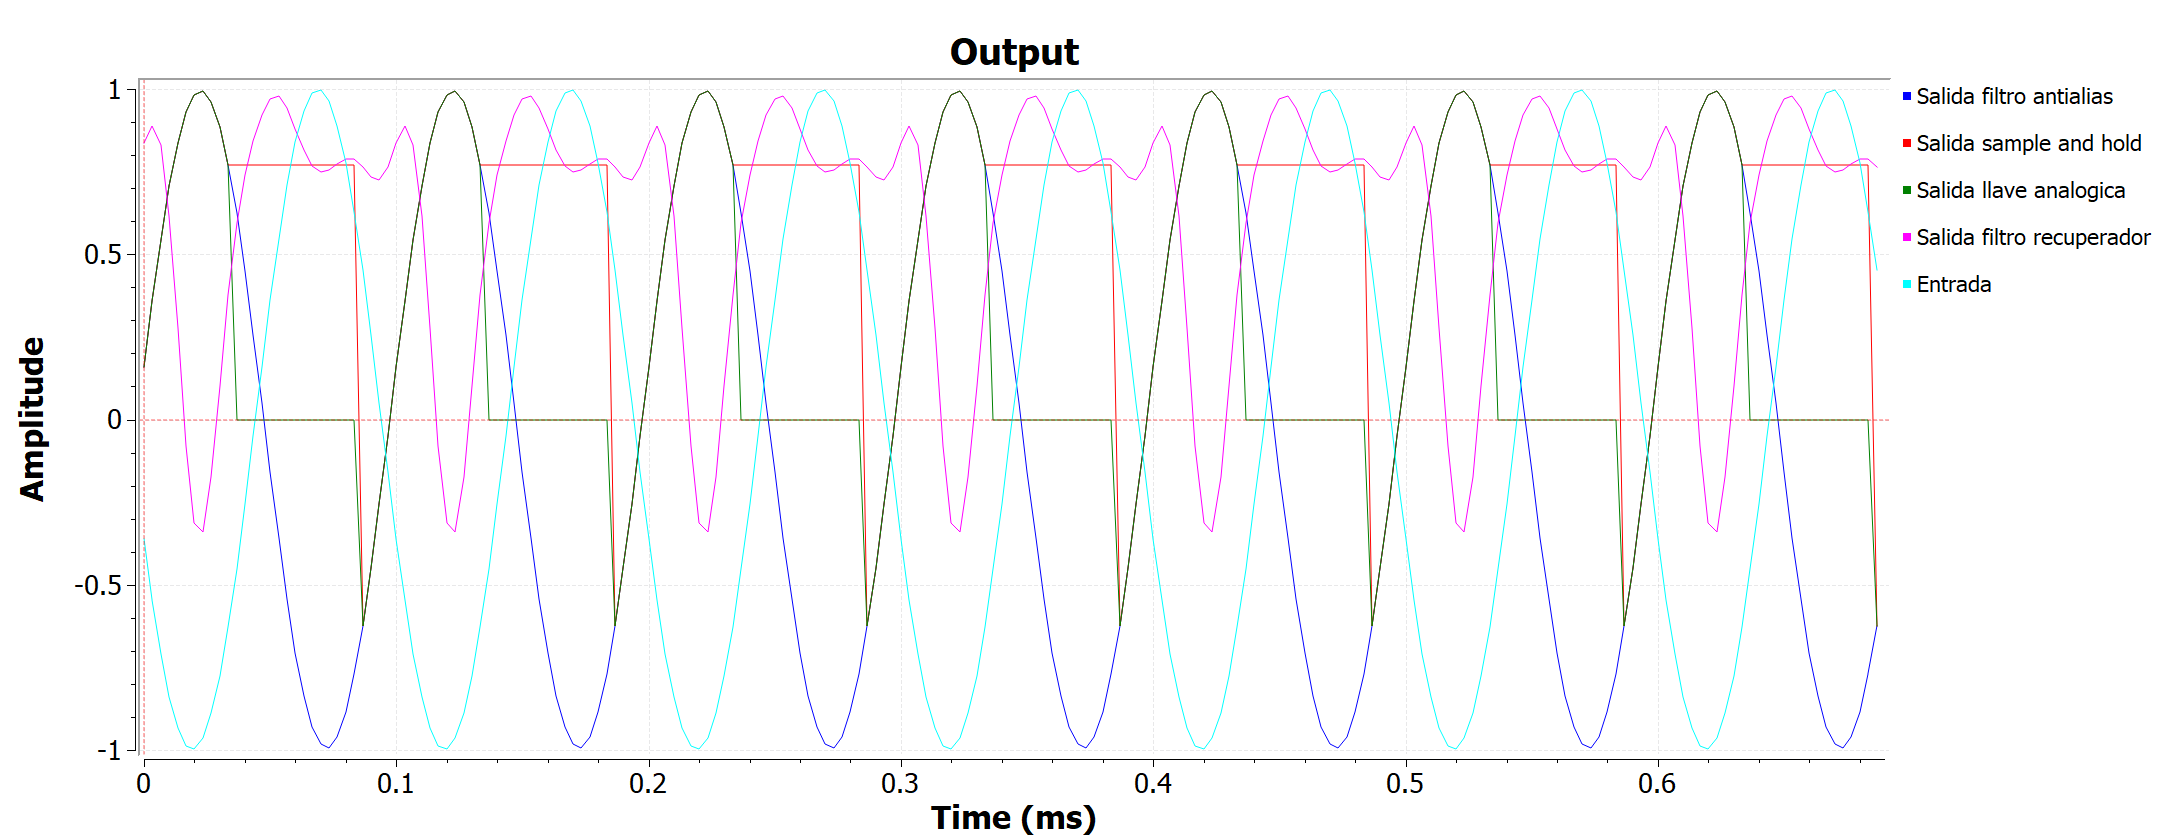 Output
1
0.5
0
-0.5
-1
Amplitude
0
0.1
0.2
0.3
0.4
0.5
0.6
Time (ms)
Salida filtro antialias
Salida sample and hold
Salida llave analogica
Salida filtro recuperador
Entrada